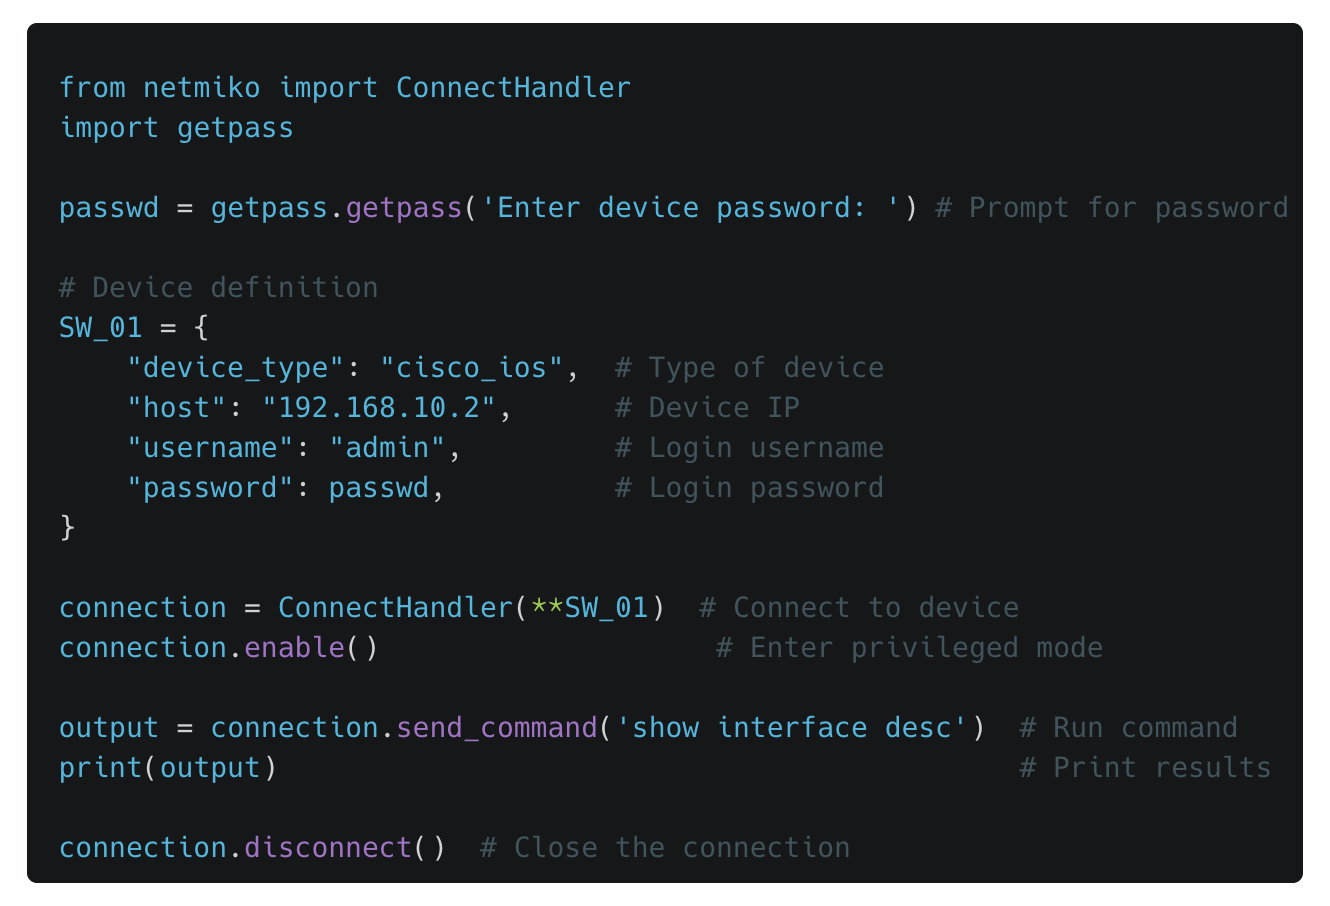 from netmiko import ConnectHandler
import getpass
passwd = getpass.getpass('Enter device password: ') # Prompt for password
# Device definition
SW_01 = {
    "device_type": "cisco_ios",  # Type of device
    "host": "192.168.10.2",      # Device IP
    "username": "admin",         # Login username
    "password": passwd,          # Login password
}
connection = ConnectHandler(**SW_01)  # Connect to device
connection.enable()                    # Enter privileged mode
output = connection.send_command('show interface desc')  # Run command
print(output)                                            # Print results
connection.disconnect()  # Close the connection